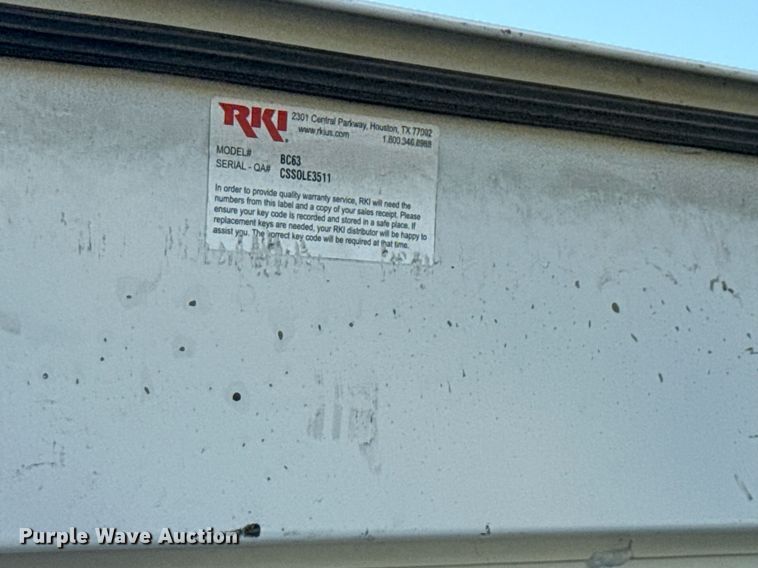 RKI
2301 Central Parkway, Houston, TX 77092
www.rkius.com 1.800.346.8988
MODEL# BC63
SERIAL - QA# CSSOLE3511
In order to provide quality warranty service, RKI will need the
numbers from this label and a copy of your sales receipt. Please
ensure your key code is recorded and stored in a safe place. If
replacement keys are needed, your RKI distributor will be happy to
assist you. The correct key code will be required at that time.
Purple Wave Auction